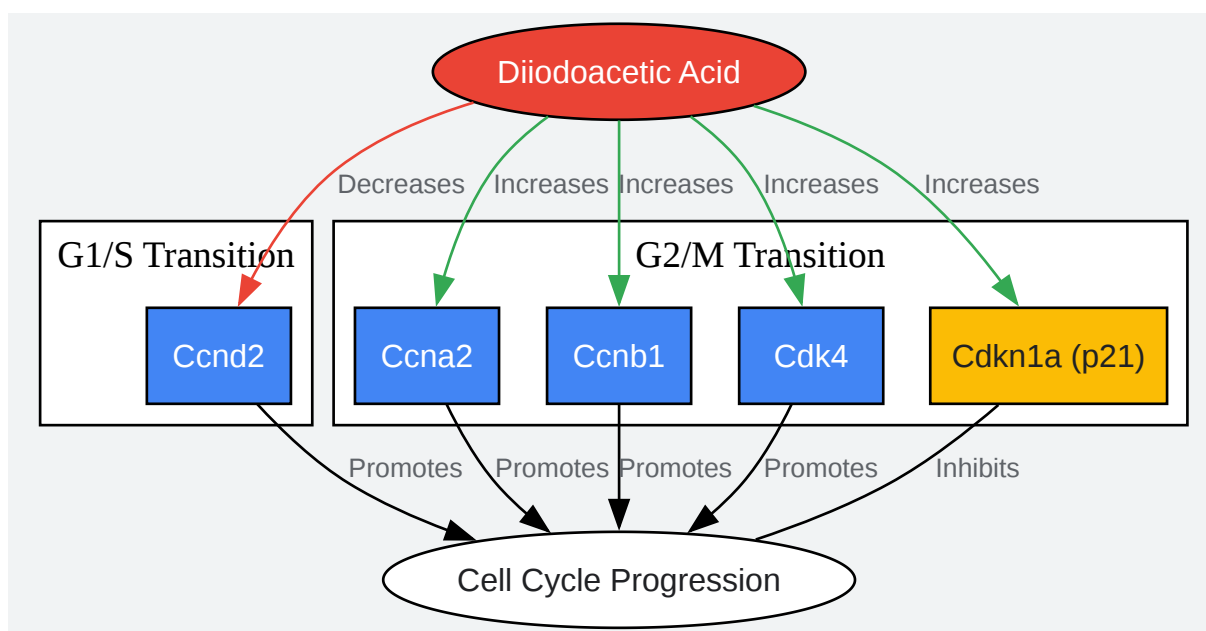 Diiodoacetic Acid
Decreases
Increases
Increases
Increases
Increases
G1/S Transition
G2/M Transition
Ccnd2
Ccna2
Ccnb1
Cdk4
Cdkn1a (p21)
Promotes
Promotes
Promotes
Promotes
Inhibits
Cell Cycle Progression